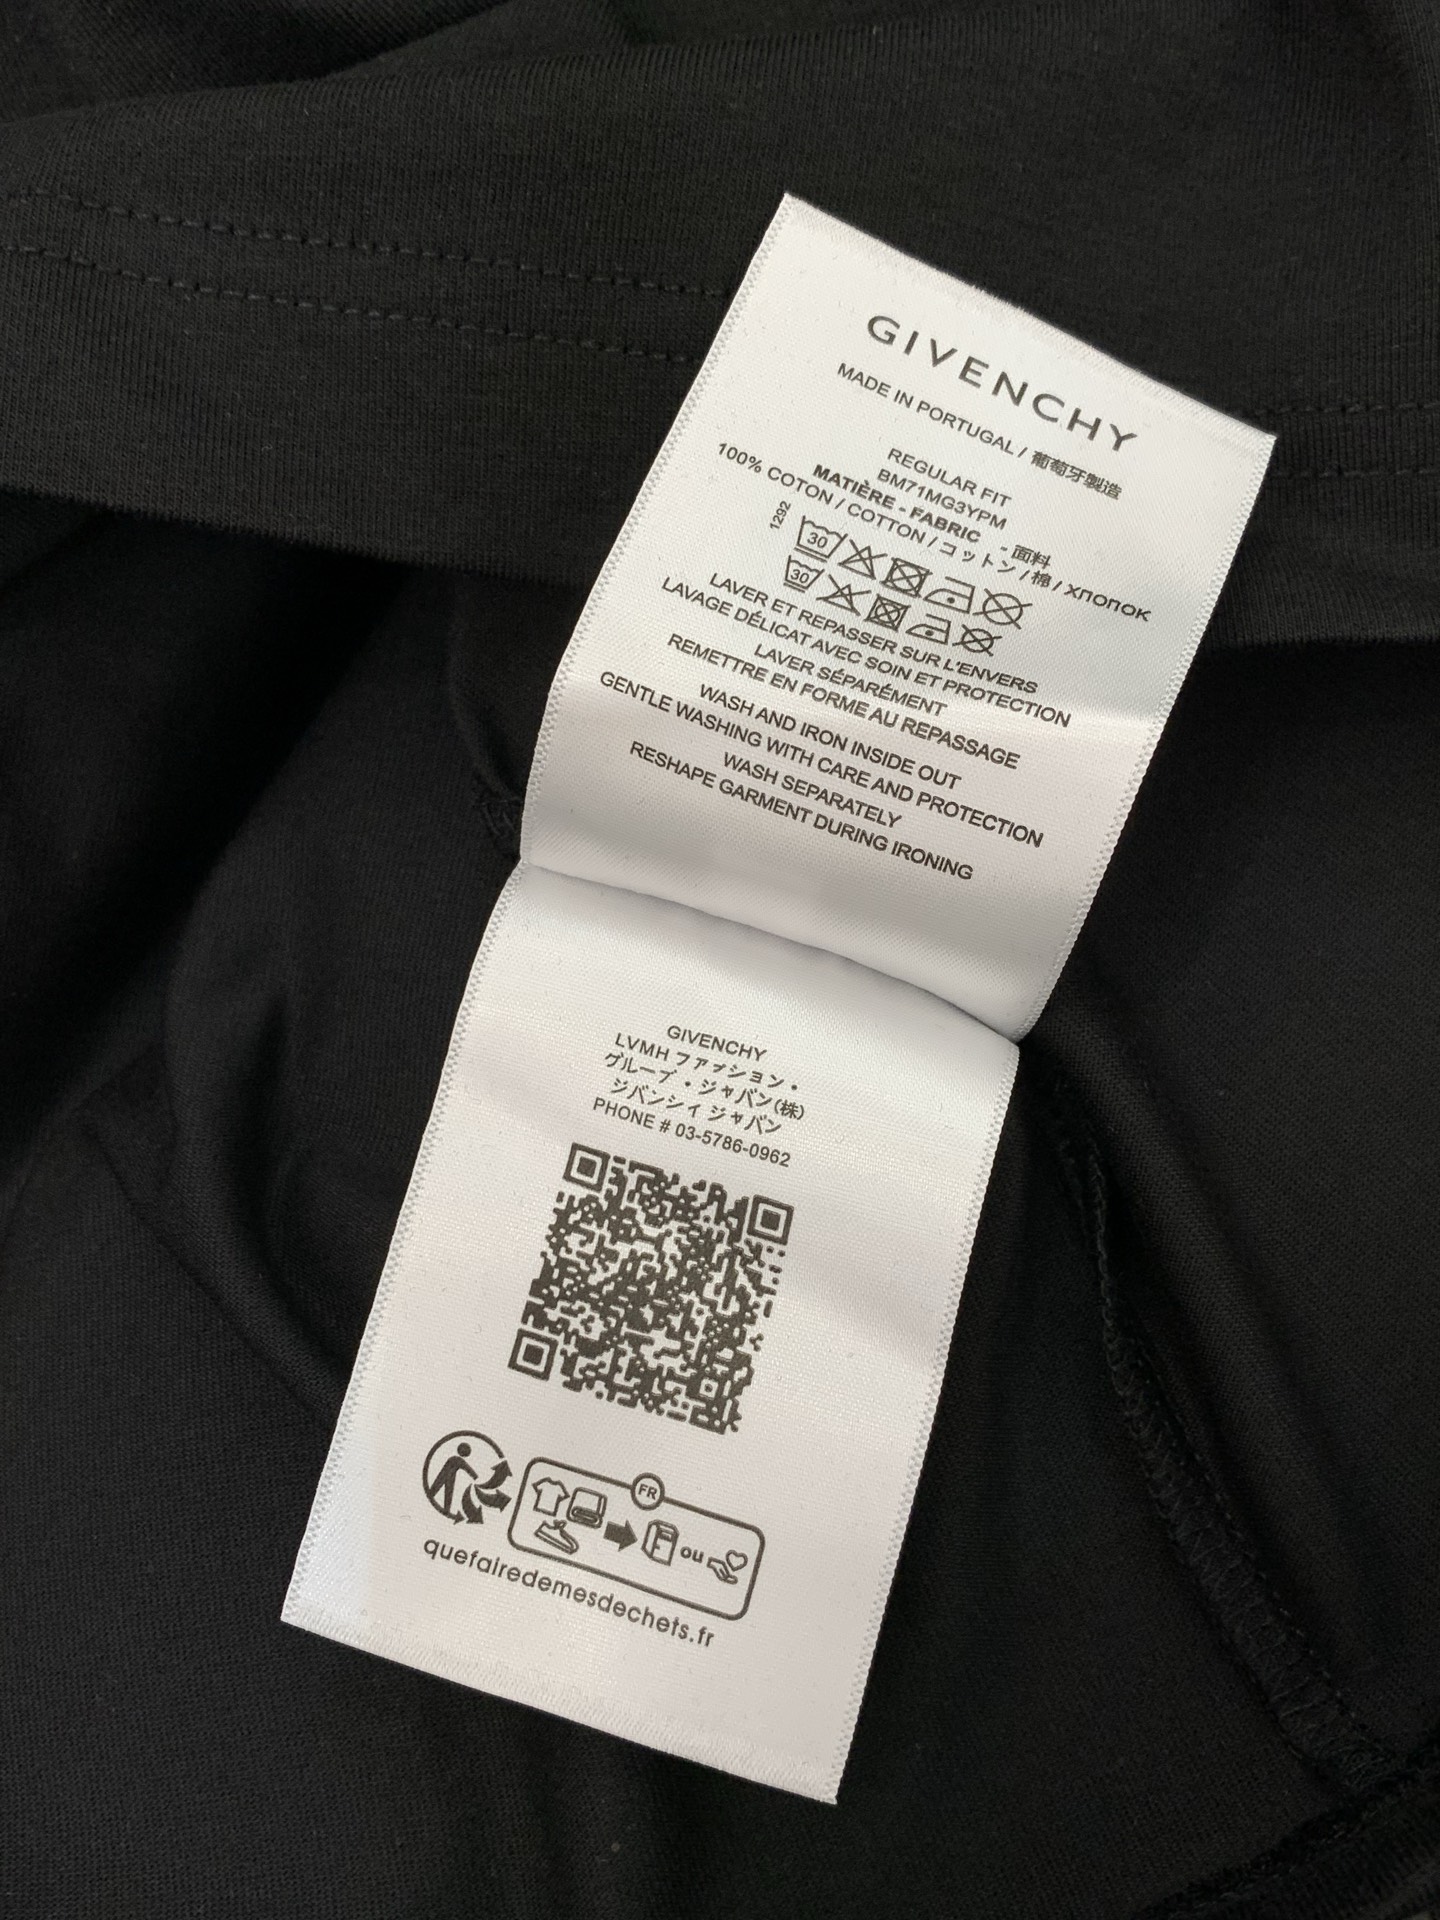 GIVENCHY
MADE IN PORTUGAL / 葡萄牙製造
REGULAR FIT
BM71MG3YPM
MATIÈRE - FABRIC - 面料
100% COTON / COTTON / コットン / 棉 / ХЛОПОК
1292
30
30
LAVER ET REPASSER SUR L'ENVERS
LAVAGE DÉLICAT AVEC SOIN ET PROTECTION
LAVER SÉPARÉMENT
REMETTRE EN FORME AU REPASSAGE
WASH AND IRON INSIDE OUT
GENTLE WASHING WITH CARE AND PROTECTION
WASH SEPARATELY
RESHAPE GARMENT DURING IRONING
GIVENCHY
LVMH ファッション・
グループ・ジャパン(株)
ジバンシイ ジャパン
PHONE # 03-5786-0962
FR
ou
quefairedemesdechets.fr